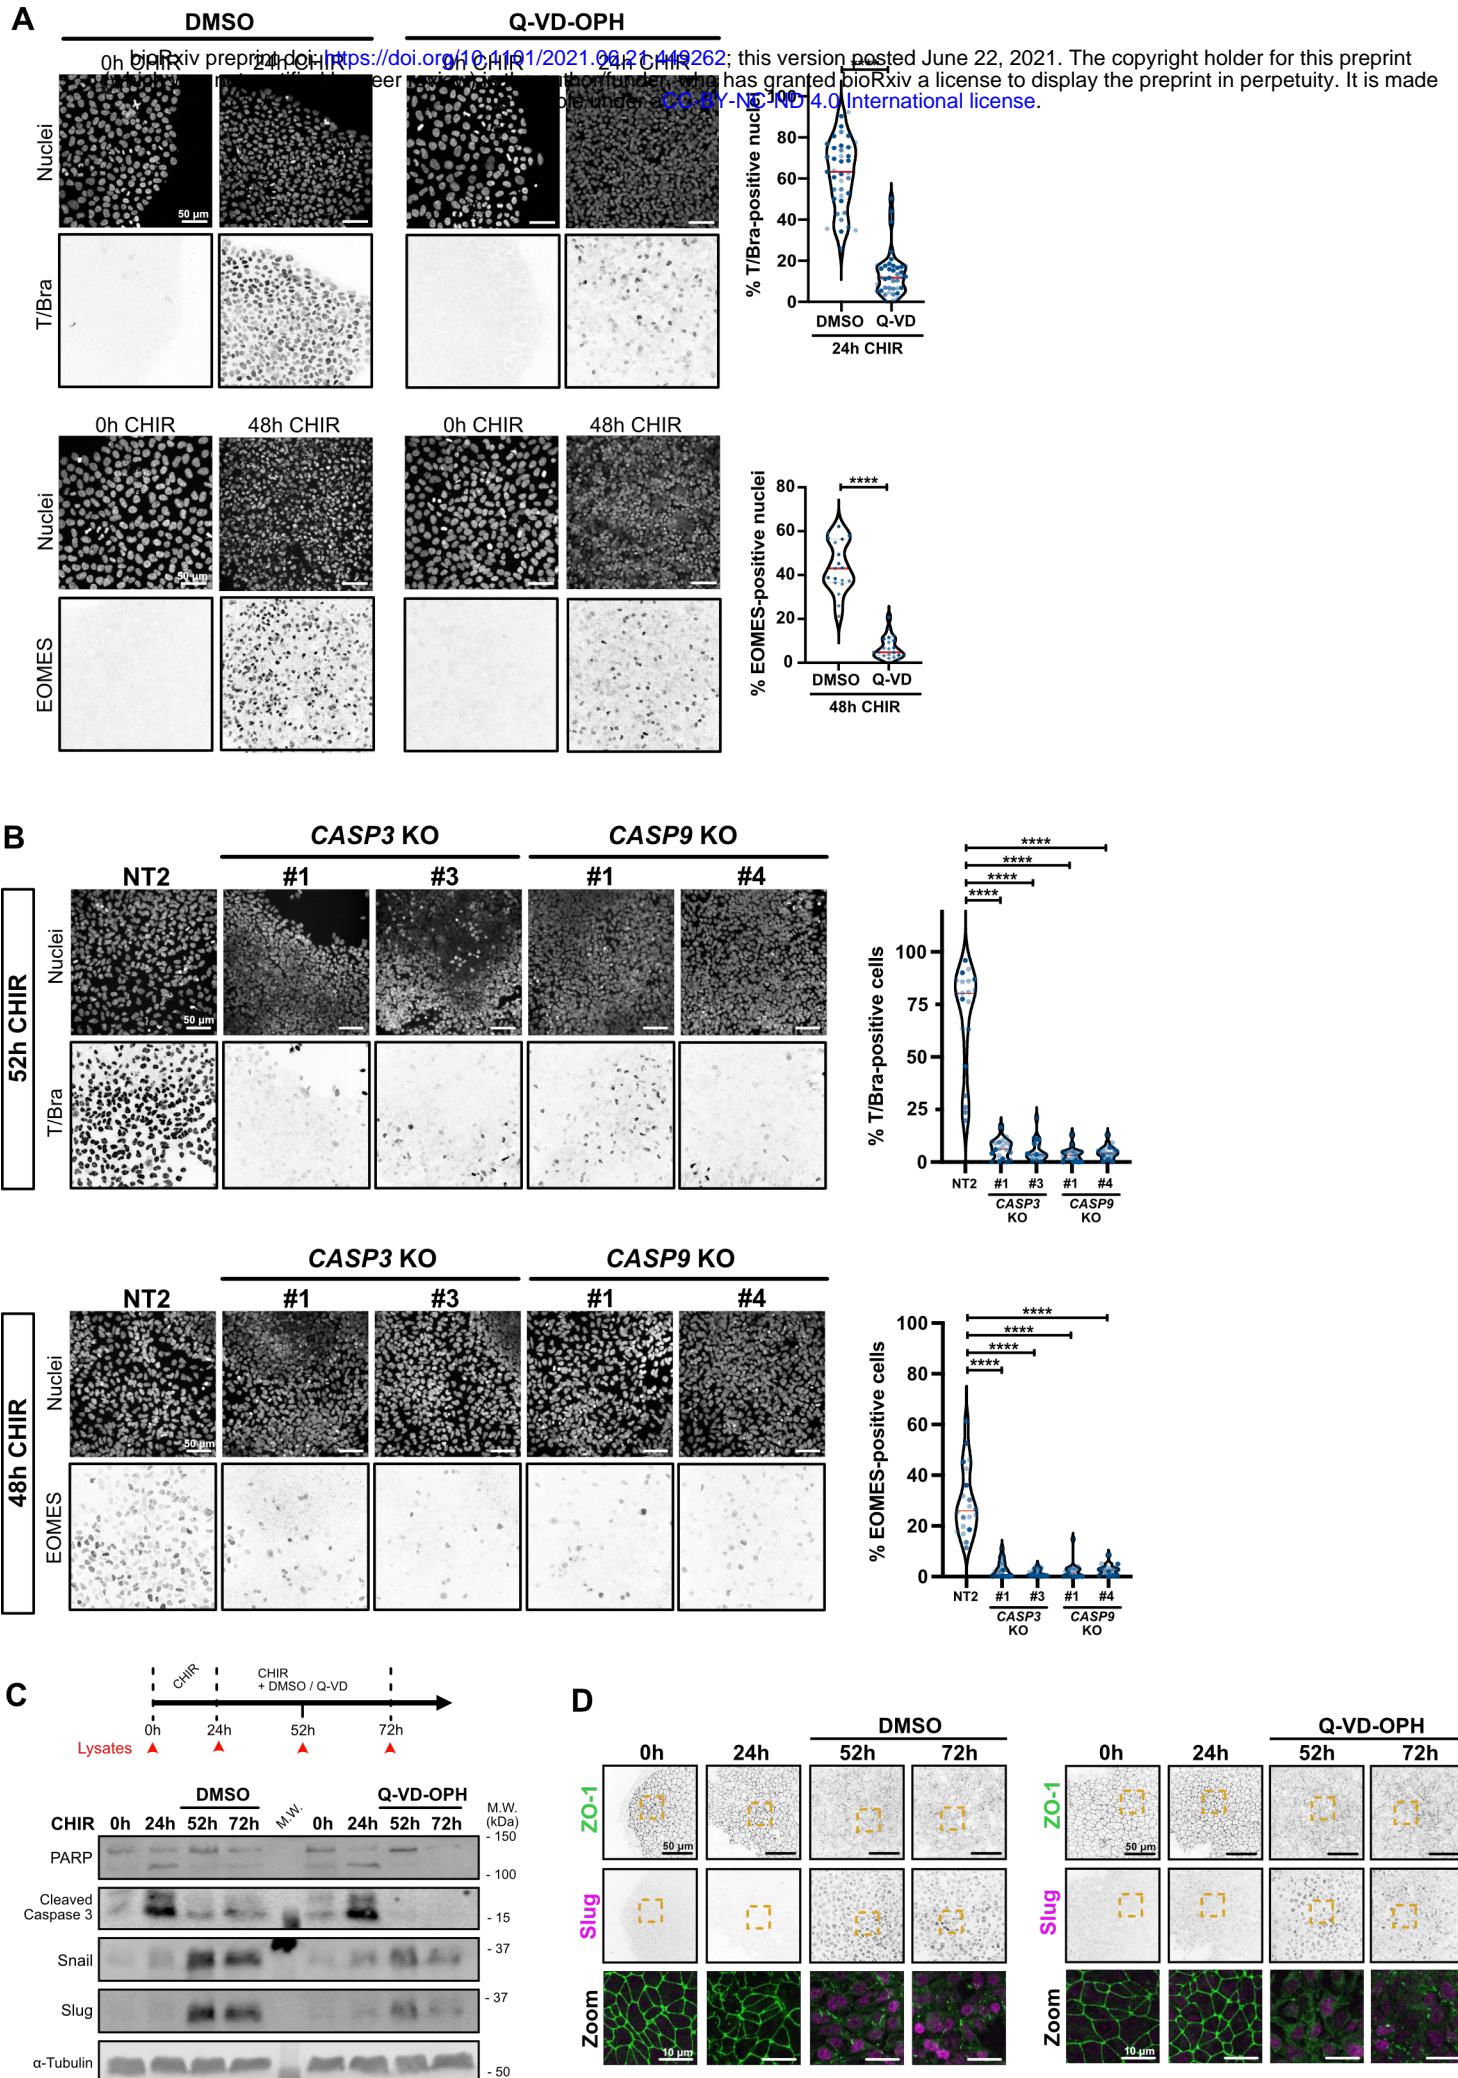 A
DMSO
Q-VD-OPH
bioRxiv preprint doi: https://doi.org/10.1101/2021.06.21.449262; this version posted June 22, 2021. The copyright holder for this preprint
0h CHIR
24h CHIR
0h CHIR
24h CHIR
has granted bioRxiv a license to display the preprint in perpetuity. It is made
CC-BY-NC-ND 4.0 International license.
Nuclei
50 µm
T/Bra
% T/Bra-positive nuclei
100
80
60
40
20
0
DMSO Q-VD
24h CHIR
0h CHIR
48h CHIR
0h CHIR
48h CHIR
Nuclei
50 µm
EOMES
% EOMES-positive nuclei
80
60
40
20
0
****
DMSO Q-VD
48h CHIR
B
CASP3 KO
CASP9 KO
NT2
#1
#3
#1
#4
52h CHIR
Nuclei
50 µm
T/Bra
% T/Bra-positive cells
****
****
****
****
100
75
50
25
0
NT2 #1 #3 #1 #4
CASP3 CASP9
KO KO
CASP3 KO
CASP9 KO
NT2
#1
#3
#1
#4
48h CHIR
Nuclei
50 µm
EOMES
% EOMES-positive cells
****
****
****
****
100
80
60
40
20
0
NT2 #1 #3 #1 #4
CASP3 CASP9
KO KO
C
CHIR
CHIR
+ DMSO / Q-VD
0h 24h 52h 72h
Lysates
DMSO
Q-VD-OPH
CHIR 0h 24h 52h 72h M.W. 0h 24h 52h 72h
M.W.
(kDa)
PARP
- 150
- 100
Cleaved
Caspase 3
- 15
Snail
- 37
Slug
- 37
α-Tubulin
- 50
D
DMSO
0h 24h 52h 72h
ZO-1
50 µm
Slug
Zoom
10 µm
Q-VD-OPH
0h 24h 52h 72h
ZO-1
50 µm
Slug
Zoom
10 µm